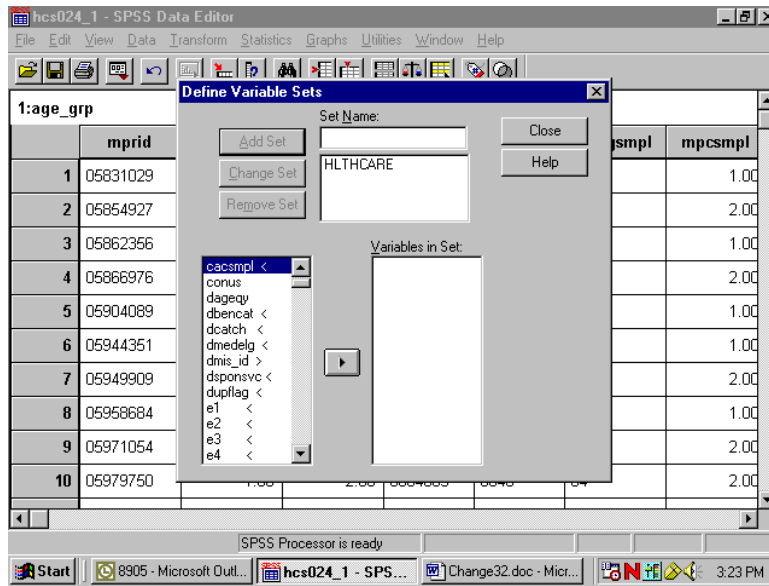 hcs024_1 - SPSS Data Editor
File Edit View Data Transform Statistics Graphs Utilities Window Help
Define Variable Sets
1:age_grp
Set Name:
Add Set
Close
Change Set
HLTHCARE
Help
Remove Set
Variables in Set:
cacsmpl <
conus
dageqy
dbencat <
dcatch <
dmedelg <
dmis_id >
dsponsvc <
dupflag <
e1 <
e2 <
e3 <
e4 <
mprid smpl mpcsmpl
1 05831029 1.00
2 05854927 2.00
3 05862356 1.00
4 05866976 2.00
5 05904089 1.00
6 05944351 1.00
7 05949909 2.00
8 05958684 1.00
9 05971054 2.00
10 05979750 2.00
SPSS Processor is ready
Start 8905 - Microsoft Outl... hcs024_1 - SPS... Change32.doc - Micr... 3:23 PM